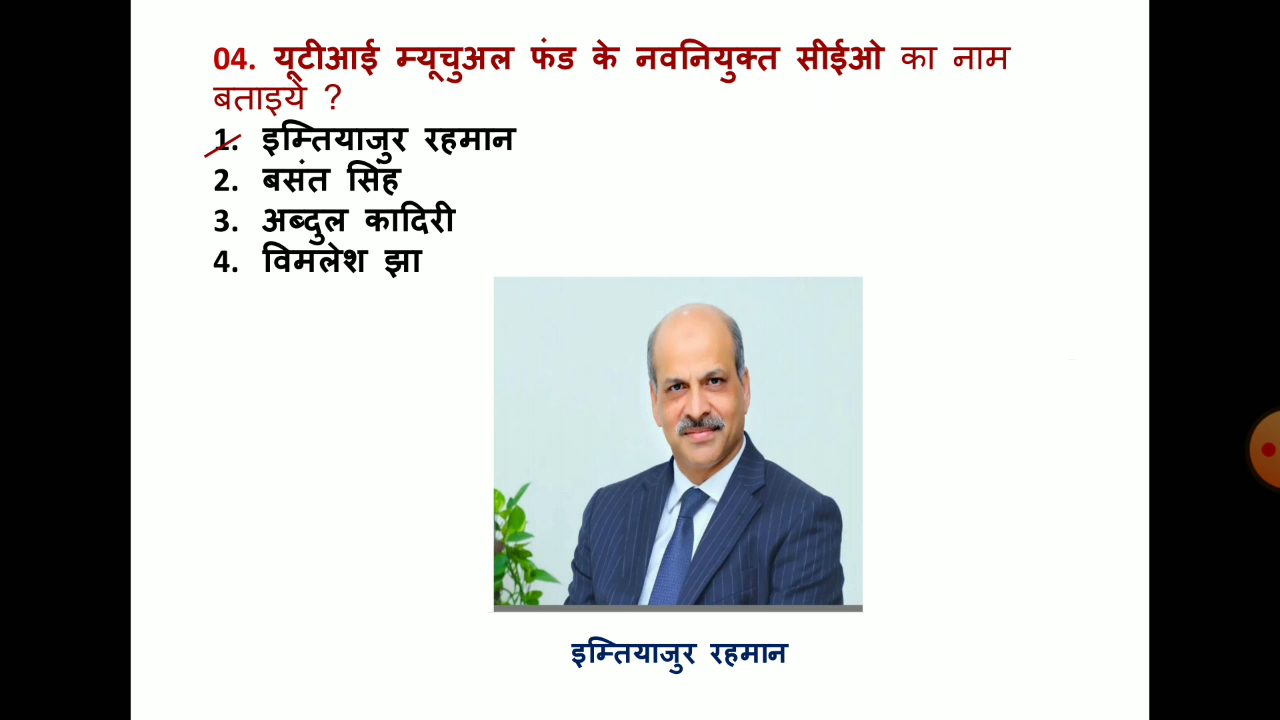 04. यूटीआई म्यूचुअल फंड के नवनियुक्त सीईओ का नाम
बताइये ?
1. इम्तियाजुर रहमान
2. बसंत सिंह
3. अब्दुल कादिरी
4. विमलेश झा
इम्तियाजुर रहमान